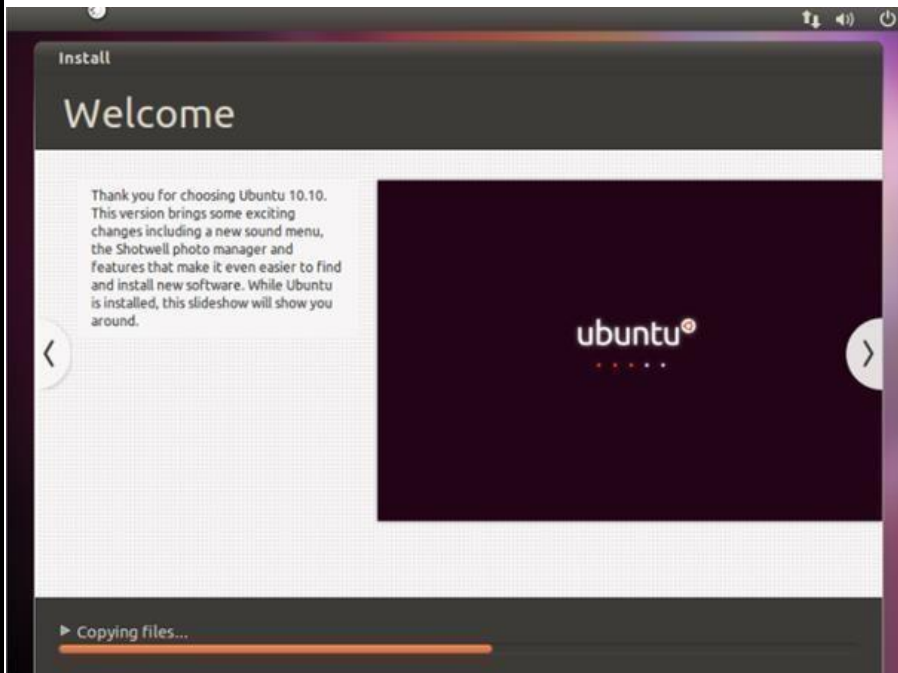 Install
Welcome
Thank you for choosing Ubuntu 10.10.
This version brings some exciting
changes including a new sound menu,
the Shotwell photo manager and
features that make it even easier to find
and install new software. While Ubuntu
is installed, this slideshow will show you
around.
ubuntu
Copying files...